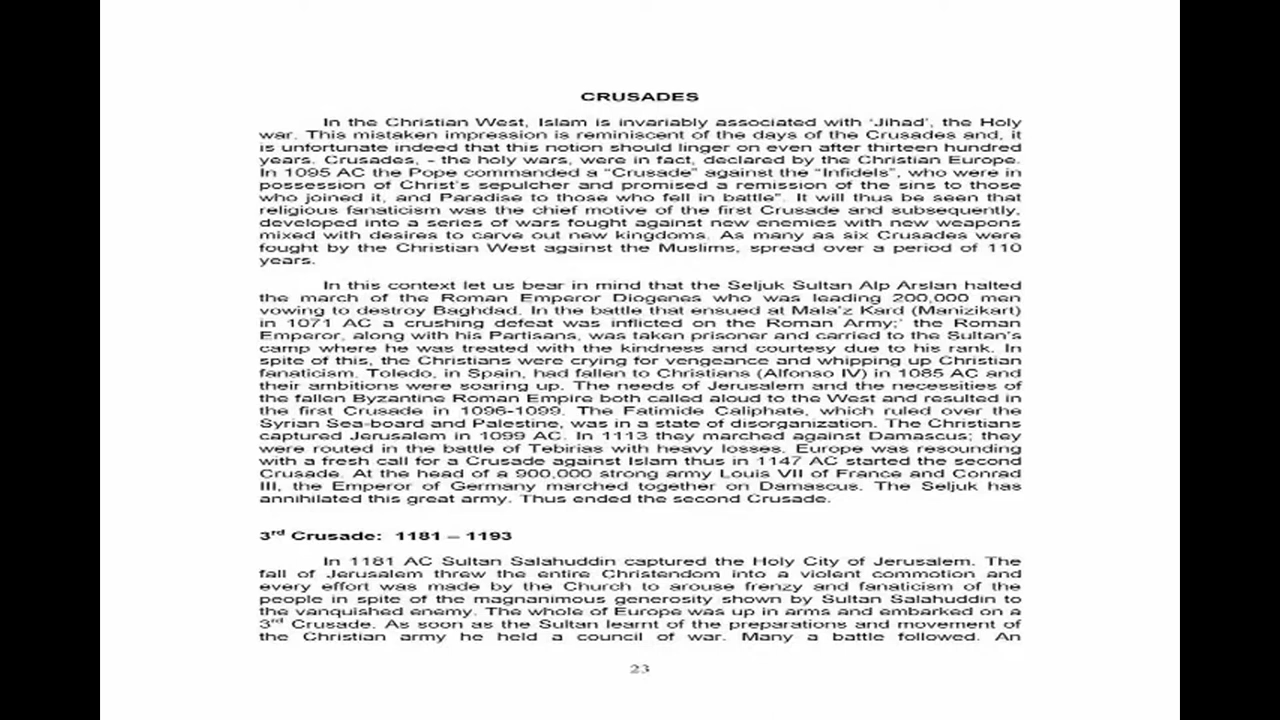 CRUSADES
In the Christian West, Islam is invariably associated with ‘Jihad’, the Holy
war. This mistaken impression is reminiscent of the days of the Crusades and, it
is unfortunate indeed that this notion should linger on even after thirteen hundred
years. Crusades, - the holy wars, were in fact, declared by the Christian Europe.
In 1095 AC the Pope commanded a “Crusade” against the “Infidels”, who were in
possession of Christ’s sepulcher and promised a remission of the sins to those
who joined it, and Paradise to those who fell in battle”. It will thus be seen that
religious fanaticism was the chief motive of the first Crusade and subsequently,
developed into a series of wars fought against new enemies with new weapons
mixed with desires to carve out new kingdoms. As many as six Crusades were
fought by the Christian West against the Muslims, spread over a period of 110
years.
In this context let us bear in mind that the Seljuk Sultan Alp Arslan halted
the march of the Roman Emperor Diogenes who was leading 200,000 men
vowing to destroy Baghdad. In the battle that ensued at Mala’z Kard (Manizikart)
in 1071 AC a crushing defeat was inflicted on the Roman Army;’ the Roman
Emperor, along with his Partisans, was taken prisoner and carried to the Sultan’s
camp where he was treated with the kindness and courtesy due to his rank. In
spite of this, the Christians were crying for vengeance and whipping up Christian
fanaticism. Toledo, in Spain, had fallen to Christians (Alfonso IV) in 1085 AC and
their ambitions were soaring up. The needs of Jerusalem and the necessities of
the fallen Byzantine Roman Empire both called aloud to the West and resulted in
the first Crusade in 1096-1099. The Fatimide Caliphate, which ruled over the
Syrian Sea-board and Palestine, was in a state of disorganization. The Christians
captured Jerusalem in 1099 AC. In 1113 they marched against Damascus; they
were routed in the battle of Tebirias with heavy losses. Europe was resounding
with a fresh call for a Crusade against Islam thus in 1147 AC started the second
Crusade. At the head of a 900,000 strong army Louis VII of France and Conrad
III, the Emperor of Germany marched together on Damascus. The Seljuk has
annihilated this great army. Thus ended the second Crusade.
3rd Crusade: 1181 – 1193
In 1181 AC Sultan Salahuddin captured the Holy City of Jerusalem. The
fall of Jerusalem threw the entire Christendom into a violent commotion and
every effort was made by the Church to arouse frenzy and fanaticism of the
people in spite of the magnanimous generosity shown by Sultan Salahuddin to
the vanquished enemy. The whole of Europe was up in arms and embarked on a
3rd Crusade. As soon as the Sultan learnt of the preparations and movement of
the Christian army he held a council of war. Many a battle followed. An
23